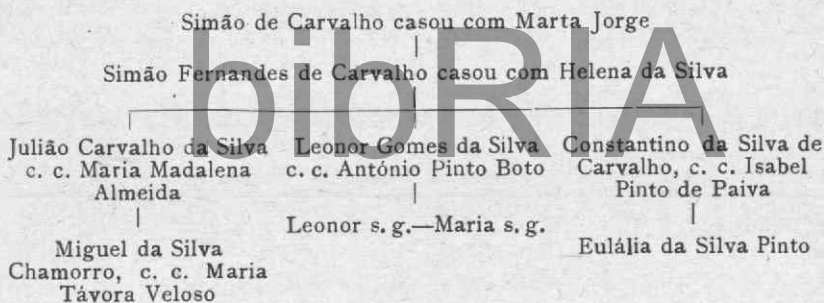 Simão de Carvalho casou com Marta Jorge
Simão Fernandes de Carvalho casou com Helena da Silva
Julião Carvalho da Silva
c. c. Maria Madalena
Almeida
Leonor Gomes da Silva
c. c. António Pinto Boto
Constantino da Silva de
Carvalho, c. c. Isabel
Pinto de Paiva
Leonor s. g.—Maria s. g.
Miguel da Silva
Chamorro, c. c. Maria
Távora Veloso
Eulália da Silva Pinto
bibRIA